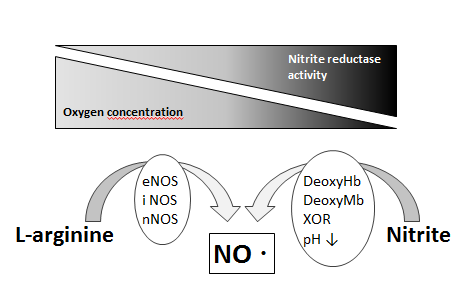 Nitrite reductase
activity
Oxygen concentration
eNOS
i NOS
nNOS
DeoxyHb
DeoxyMb
XOR
pH ↓
L-arginine
Nitrite
NO ·